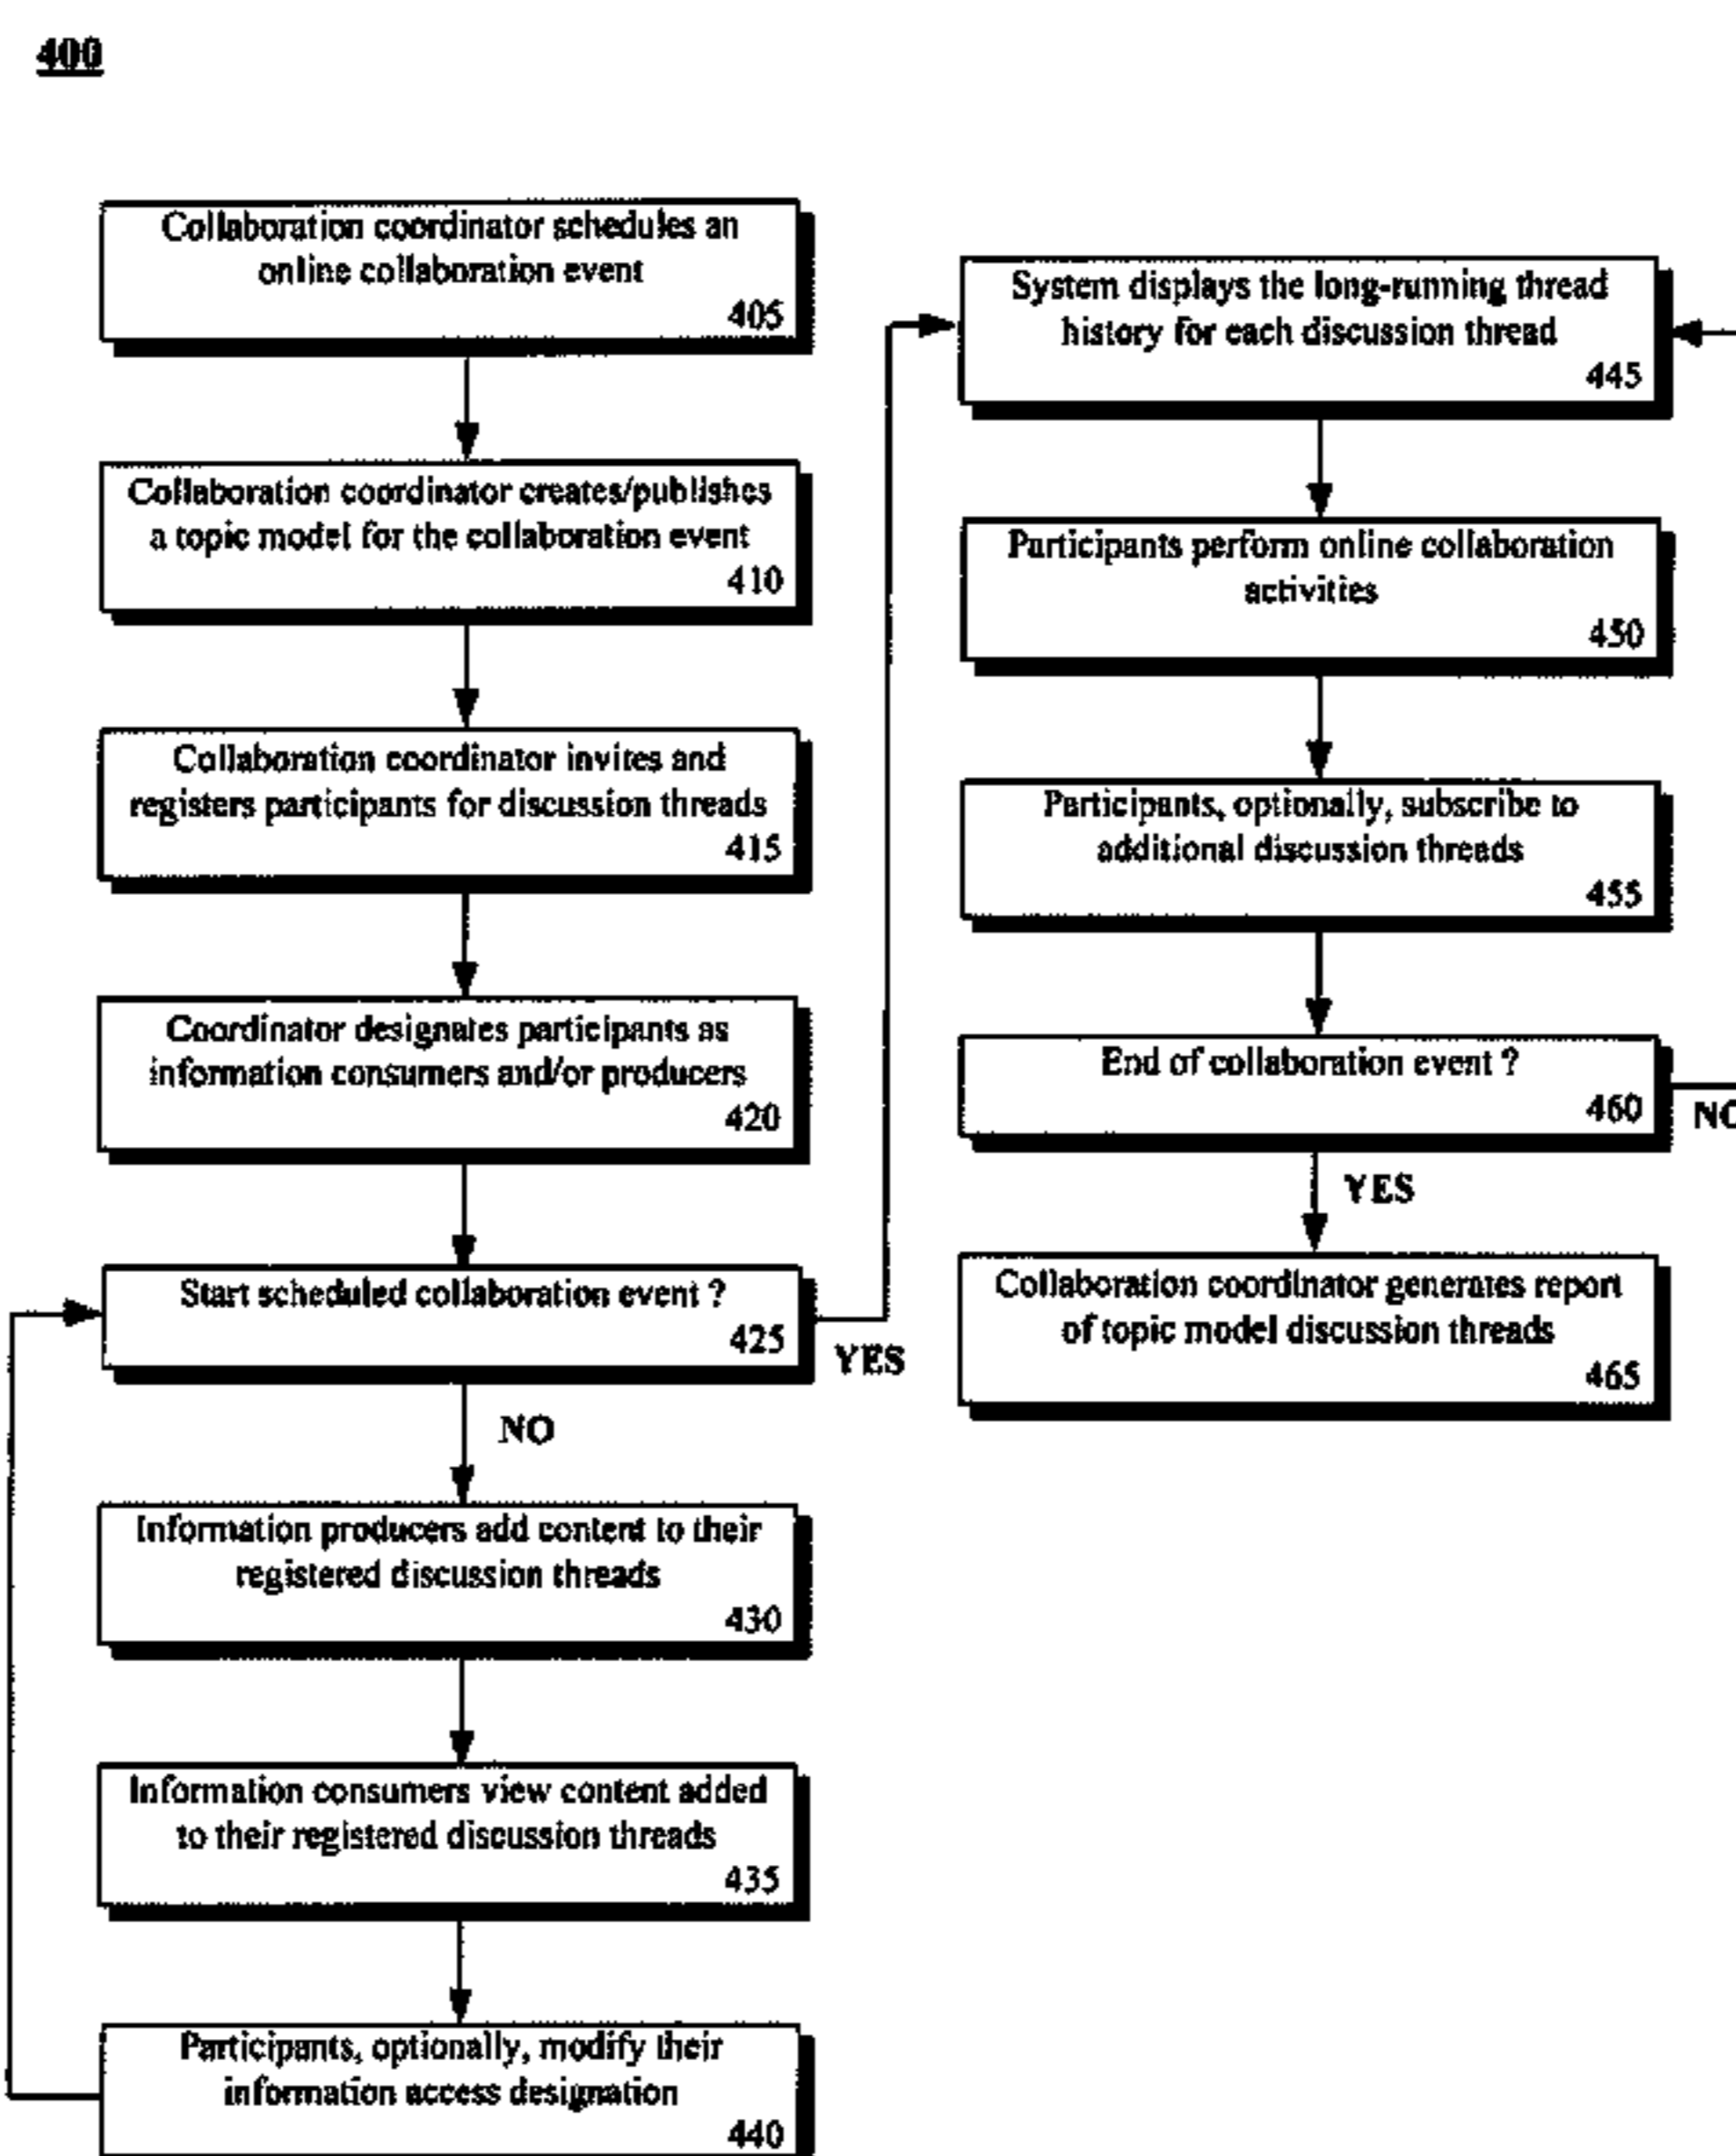 400
Collaboration coordinator schedules an
online collaboration event
405
Collaboration coordinator creates/publishes
a topic model for the collaboration event
410
Collaboration coordinator invites and
registers participants for discussion threads
415
Coordinator designates participants as
information consumers and/or producers
420
Start scheduled collaboration event ?
425
YES
NO
Information producers add content to their
registered discussion threads
430
Information consumers view content added
to their registered discussion threads
435
Participants, optionally, modify their
information access designation
440
System displays the long-running thread
history for each discussion thread
445
Participants perform online collaboration
activities
450
Participants, optionally, subscribe to
additional discussion threads
455
End of collaboration event ?
460
NO
YES
Collaboration coordinator generates report
of topic model discussion threads
465